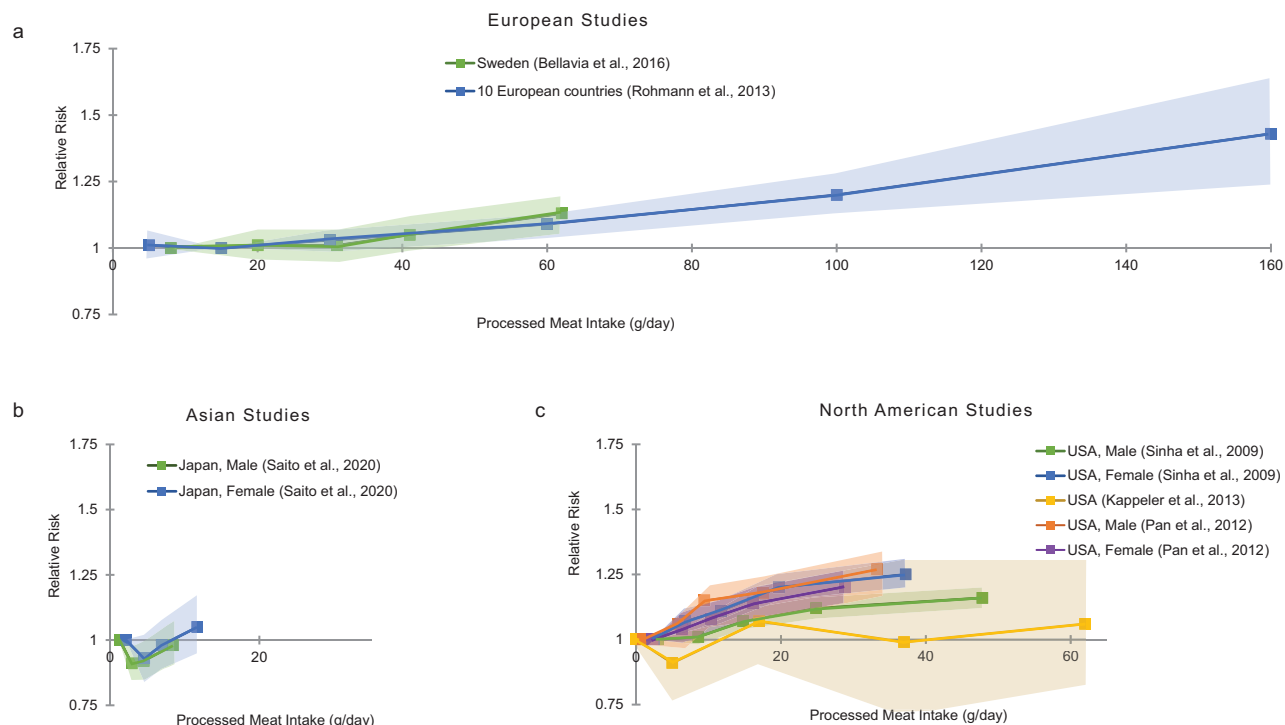 European Studies
a
1.75
Sweden (Bellavia et al., 2016)
10 European countries (Rohmann et al., 2013)
1.5
Relative Risk
1.25
1
0 20 40 60 80 100 120 140 160
0.75
Processed Meat Intake (g/day)
b
Asian Studies
1.75
Japan, Male (Saito et al., 2020)
Japan, Female (Saito et al., 2020)
1.5
Relative Risk
1.25
1
0 20
0.75
Processed Meat Intake (g/day)
c
North American Studies
1.75
USA, Male (Sinha et al., 2009)
USA, Female (Sinha et al., 2009)
USA (Kappeler et al., 2013)
USA, Male (Pan et al., 2012)
USA, Female (Pan et al., 2012)
1.5
Relative Risk
1.25
1
0 20 40 60
0.75
Processed Meat Intake (g/day)